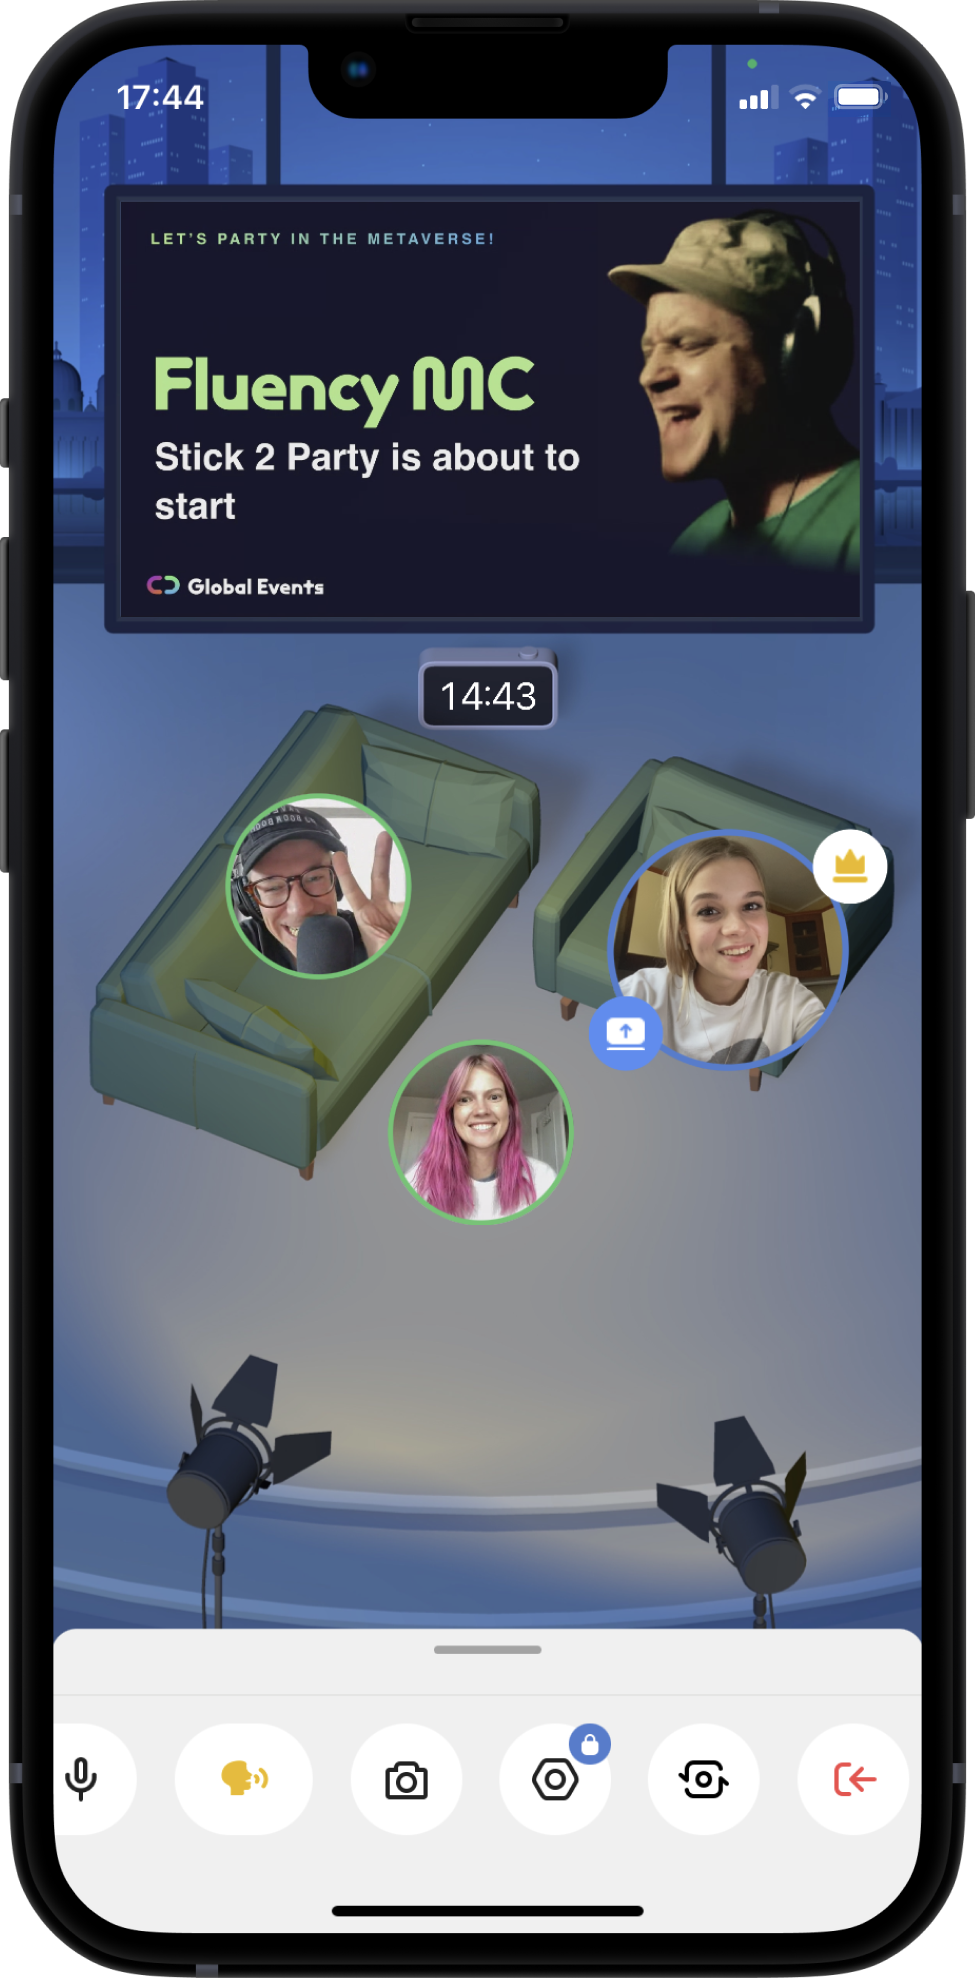 17:44
LET'S PARTY IN THE METAVERSE!
Fluency MC
Stick 2 Party is about to
start
Global Events
14:43